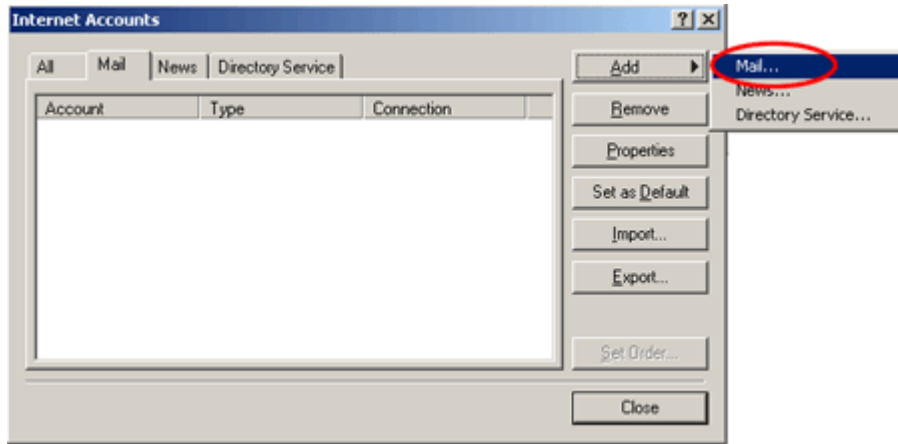 Internet Accounts
All Mail News Directory Service
Add
Mail...
News...
Directory Service...
Account Type Connection
Remove
Properties
Set as Default
Import...
Export...
Set Order...
Close